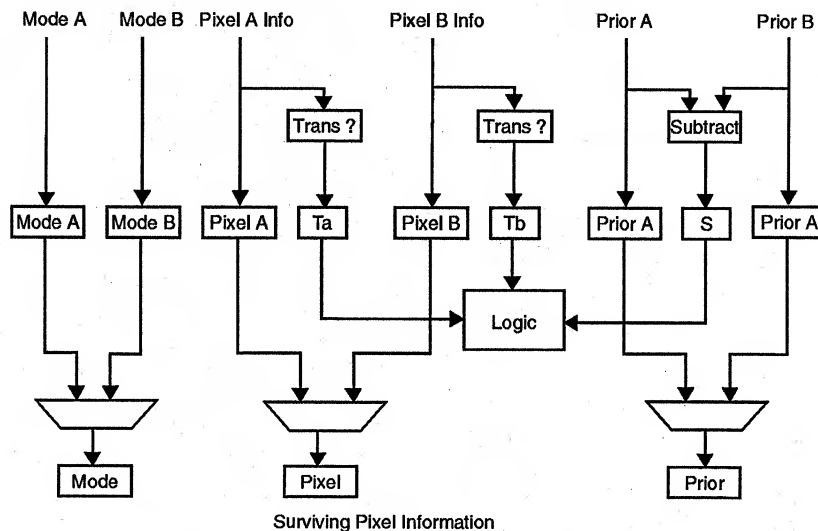 Mode A Mode B Pixel A Info Pixel B Info Prior A Prior B
Trans ? Trans ? Subtract
Mode A Mode B Pixel A Ta Pixel B Tb Prior A S Prior A
Logic
Mode Pixel Prior
Surviving Pixel Information